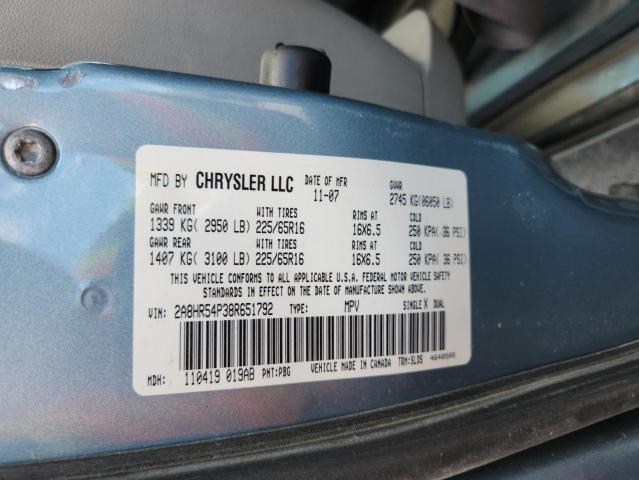 MFD BY CHRYSLER LLC DATE OF MFR 11-07 GVWR 2745 KG(06050 LB)
GAWR FRONT WITH TIRES RIMS AT COLD
1339 KG( 2950 LB) 225/65R16 16X6.5 250 KPA( 36 PSI)
GAWR REAR WITH TIRES RIMS AT COLD
1407 KG( 3100 LB) 225/65R16 16X6.5 250 KPA( 36 PSI)
THIS VEHICLE CONFORMS TO ALL APPLICABLE U.S.A. FEDERAL MOTOR VEHICLE SAFETY
STANDARDS IN EFFECT ON THE DATE OF MANUFACTURE SHOWN ABOVE.
VIN: 2A8HR54P38R651792 TYPE: MPV SINGLE X DUAL
MDH: 110419 019AB PNT:PBG VEHICLE MADE IN CANADA TRM:SLDS 4649509